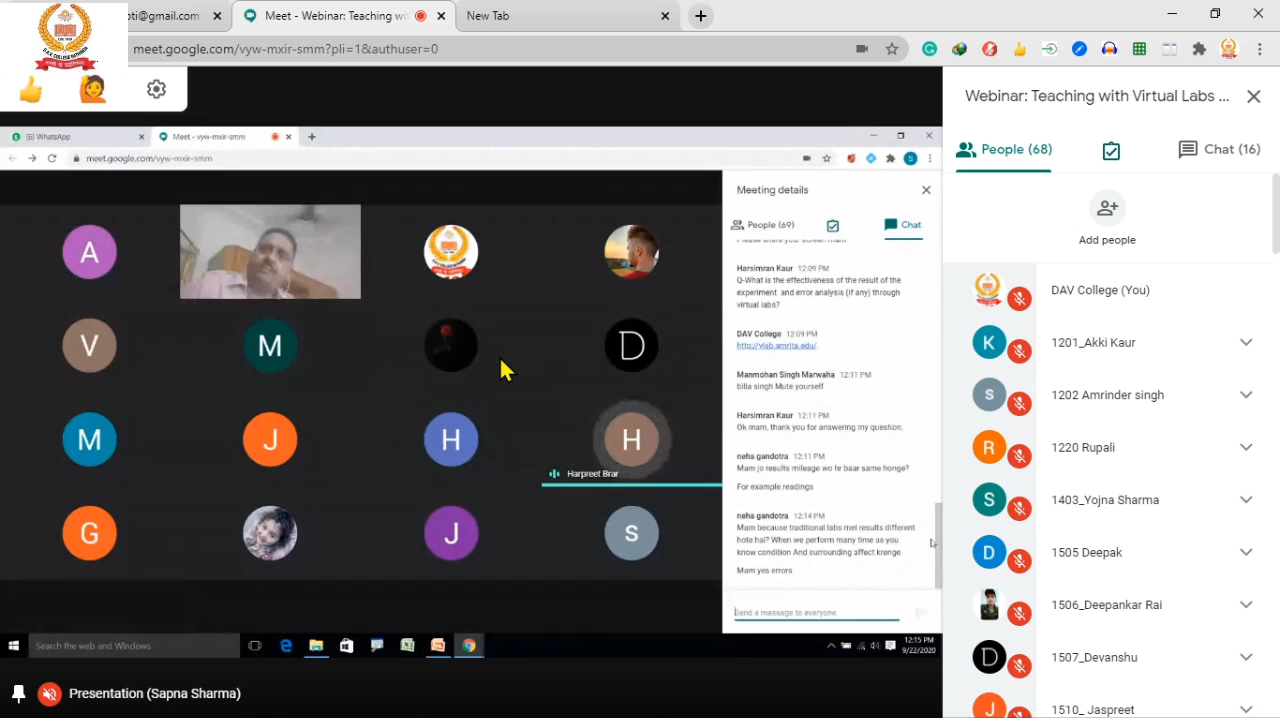 ti@gmail.com
Meet - Webinar: Teaching wit
New Tab
meet.google.com/vyw-mxir-smm?pli=1&authuser=0
Webinar: Teaching with Virtual Labs ...
People (68)
Chat (16)
Add people
DAV College (You)
K
1201_Akki Kaur
s
1202 Amrinder singh
R
1220 Rupali
S
1403_Yojna Sharma
D
1505 Deepak
1506_Deepankar Rai
D
1507_Devanshu
J
1510_ Jaspreet
(6) WhatsApp
Meet - vyw-mxir-smm
meet.google.com/vyw-mxir-smm
S
A
V
M
D
M
J
H
H
Harpreet Brar
G
J
S
Meeting details
People (69)
Chat
Please share your screen mam
Harsimran Kaur 12:09 PM
Q-What is the effectiveness of the result of the
experiment and error analysis (if any) through
virtual labs?
DAV College 12:09 PM
http://vlab.amrita.edu/
Manmohan Singh Marwaha 12:11 PM
billa singh Mute yourself
Harsimran Kaur 12:11 PM
Ok mam, thank you for answering my question.
neha gandotra 12:11 PM
Mam jo results mileage wo hr baar same honge?
For example readings
neha gandotra 12:14 PM
Mam because traditional labs mei results different
hote hai? When we perform many time as you
know condition And surrounding affect krenge
Mam yes errors
Send a message to everyone
Search the web and Windows
12:15 PM
9/22/2020
Presentation (Sapna Sharma)